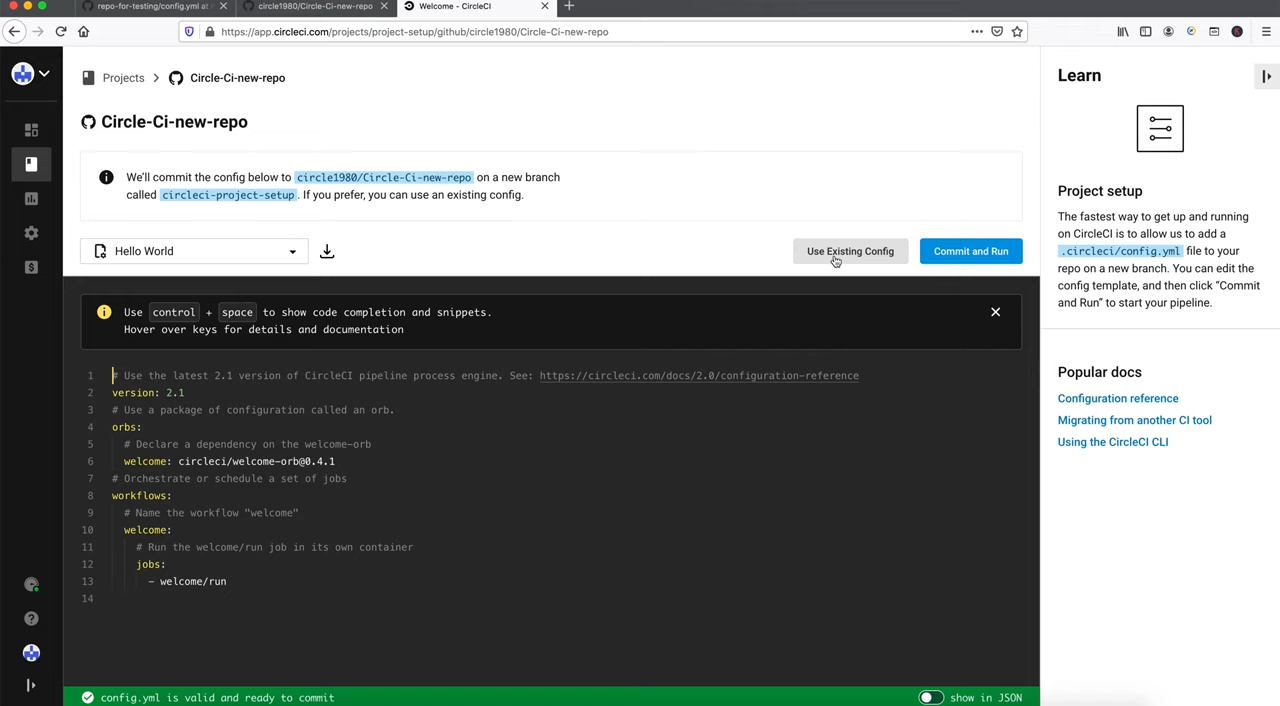 repo-for-testing/config.yml at
circle1980/Circle-Ci-new-repo
Welcome - CircleCI
https://app.circleci.com/projects/project-setup/github/circle1980/Circle-Ci-new-repo
Projects
Circle-Ci-new-repo
Circle-Ci-new-repo
We'll commit the config below to circle1980/Circle-Ci-new-repo on a new branch
called circleci-project-setup. If you prefer, you can use an existing config.
Hello World
Use Existing Config
Commit and Run
Use control + space to show code completion and snippets.
Hover over keys for details and documentation
1 # Use the latest 2.1 version of CircleCI pipeline process engine. See: https://circleci.com/docs/2.0/configuration-reference
2 version: 2.1
3 # Use a package of configuration called an orb.
4 orbs:
5 # Declare a dependency on the welcome-orb
6 welcome: circleci/welcome-orb@0.4.1
7 # Orchestrate or schedule a set of jobs
8 workflows:
9 # Name the workflow "welcome"
10 welcome:
11 # Run the welcome/run job in its own container
12 jobs:
13 - welcome/run
14
config.yml is valid and ready to commit
show in JSON
Learn
Project setup
The fastest way to get up and running
on CircleCI is to allow us to add a
.circleci/config.yml file to your
repo on a new branch. You can edit the
config template, and then click "Commit
and Run" to start your pipeline.
Popular docs
Configuration reference
Migrating from another CI tool
Using the CircleCI CLI